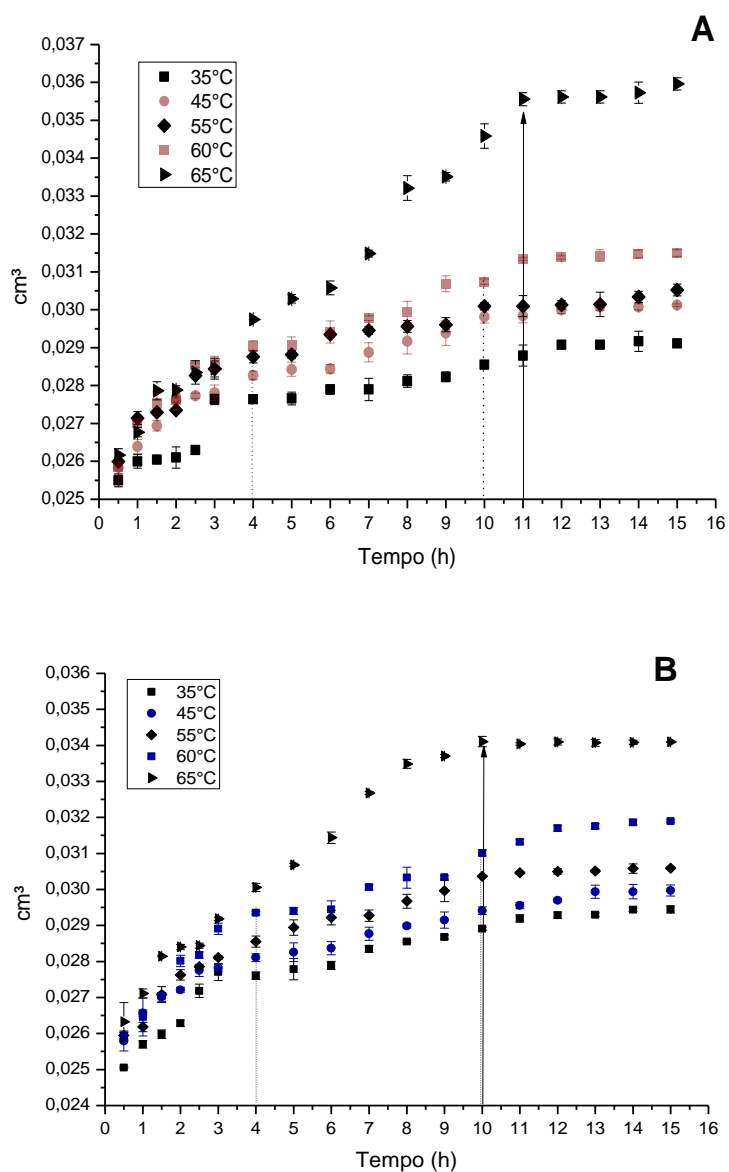 A
0,037
0,036
0,035
0,034
0,033
0,032
0,031
0,030
0,029
0,028
0,027
0,026
0,025
cm³
35°C
45°C
55°C
60°C
65°C
0 1 2 3 4 5 6 7 8 9 10 11 12 13 14 15 16
Tempo (h)
B
0,036
0,035
0,034
0,033
0,032
0,031
0,030
0,029
0,028
0,027
0,026
0,025
0,024
cm³
35°C
45°C
55°C
60°C
65°C
0 1 2 3 4 5 6 7 8 9 10 11 12 13 14 15 16
Tempo (h)